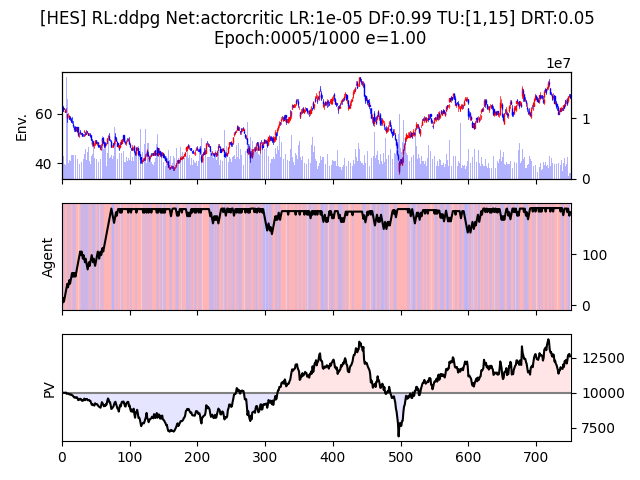 [HES] RL:ddpg Net:actorcritic LR:1e-05 DF:0.99 TU:[1,15] DRT:0.05
Epoch:0005/1000 e=1.00
1e7
Env.
60
40
1
0
Agent
100
0
PV
12500
10000
7500
0 100 200 300 400 500 600 700